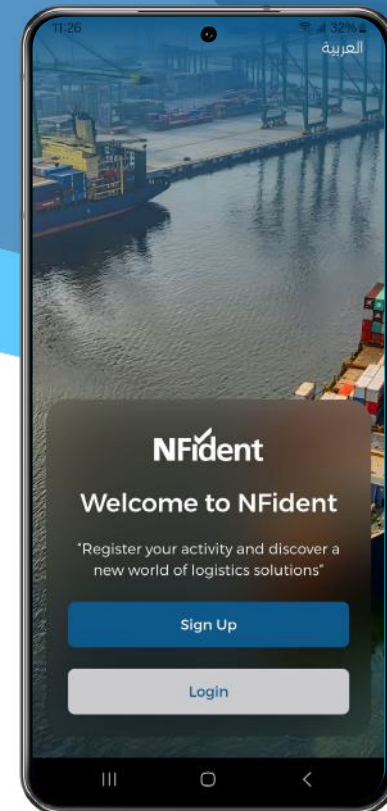 11:26
32%
العربية
NFident
Welcome to NFident
"Register your activity and discover a
new world of logistics solutions"
Sign Up
Login